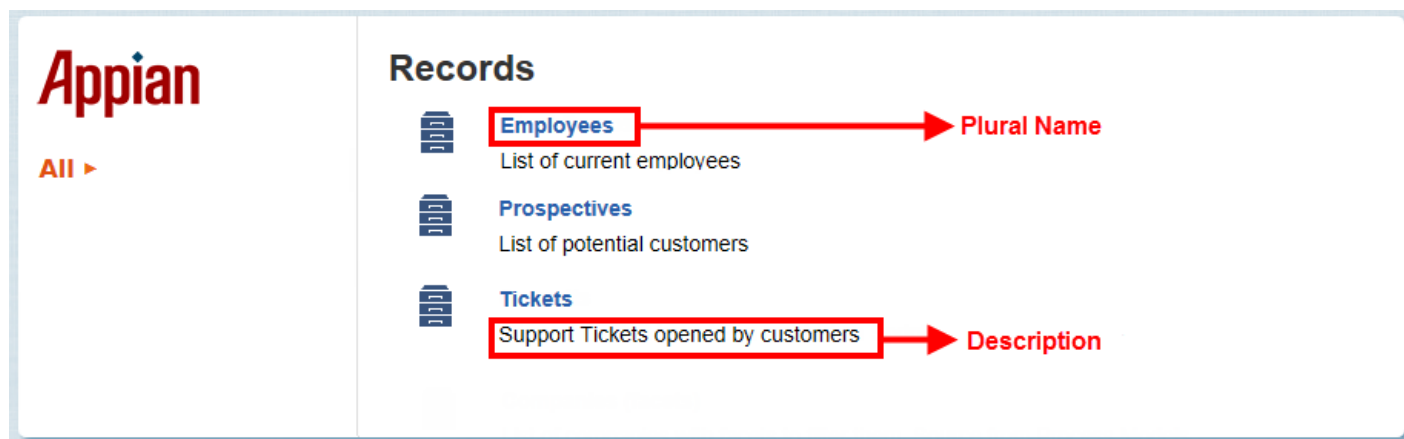 Appian
All ►
Records
Employees
Plural Name
List of current employees
Prospectives
List of potential customers
Tickets
Support Tickets opened by customers
Description